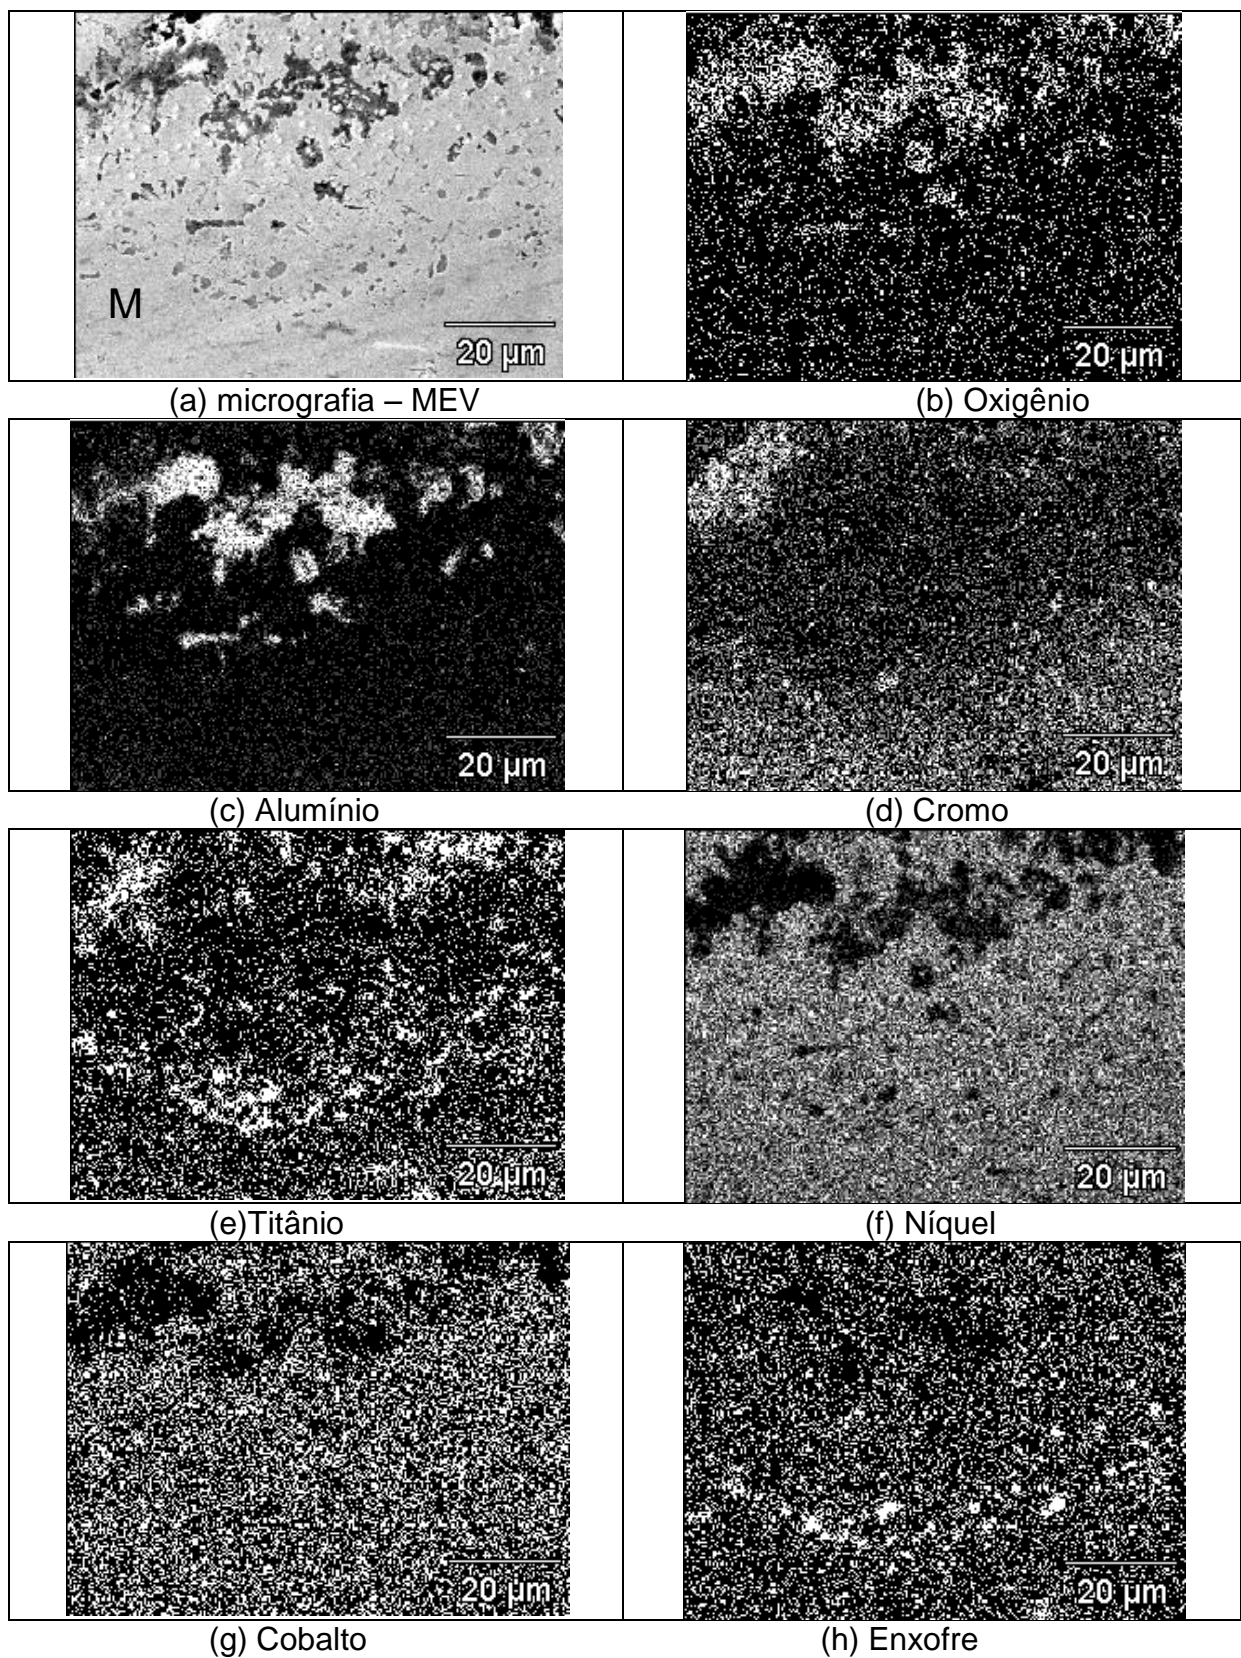 M
20 µm
20 µm
(a) micrografia – MEV
(b) Oxigênio
20 µm
20 µm
(c) Alumínio
(d) Cromo
20 µm
20 µm
(e)Titânio
(f) Níquel
20 µm
20 µm
(g) Cobalto
(h) Enxofre